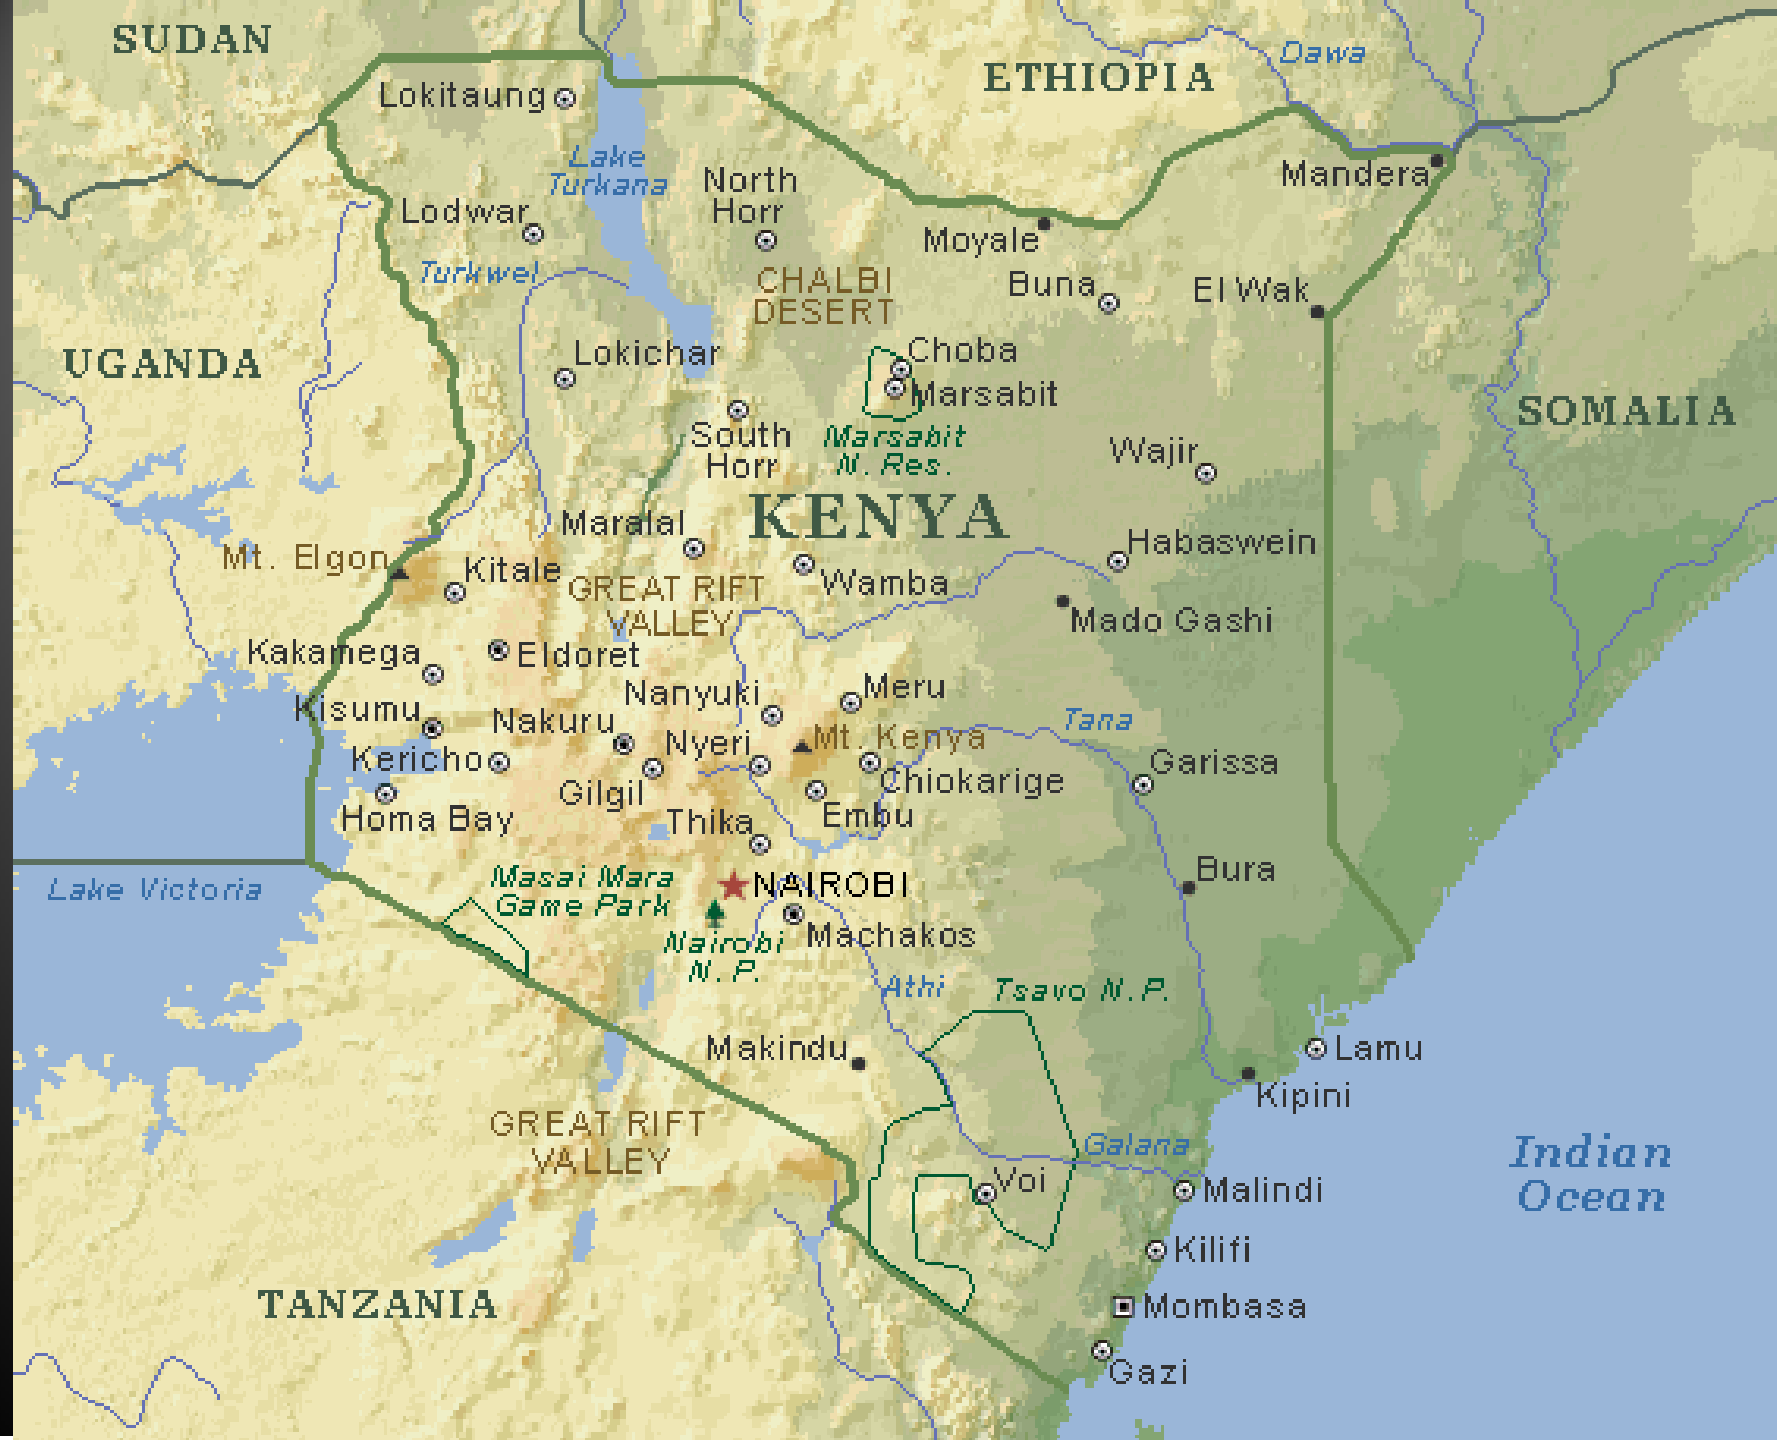 SUDAN
ETHIOPIA
Dawa
Lokitaung
Lake
Turkana
North
Horr
Mandera
Lodwar
Moyale
Turkwel
CHALBI
DESERT
Buna
El Wak
UGANDA
Lokichar
Choba
Marsabit
SOMALIA
South
Horr
Marsabit
N. Res.
Wajir
KENYA
Maralal
Habaswein
Mt. Elgon
Kitale
GREAT RIFT
VALLEY
Wamba
Mado Gashi
Kakamega
Eldoret
Nanyuki
Meru
Kisumu
Nakuru
Nyeri
Mt. Kenya
Tana
Kericho
Garissa
Gilgil
Chiokarige
Homa Bay
Thika
Embu
Lake Victoria
Masai Mara
Game Park
NAIROBI
Bura
Nairobi
N. P.
Machakos
Athi
Tsavo N.P.
Makindu
Lamu
Kipini
GREAT RIFT
VALLEY
Galana
Indian
Ocean
Voi
Malindi
Kilifi
TANZANIA
Mombasa
Gazi